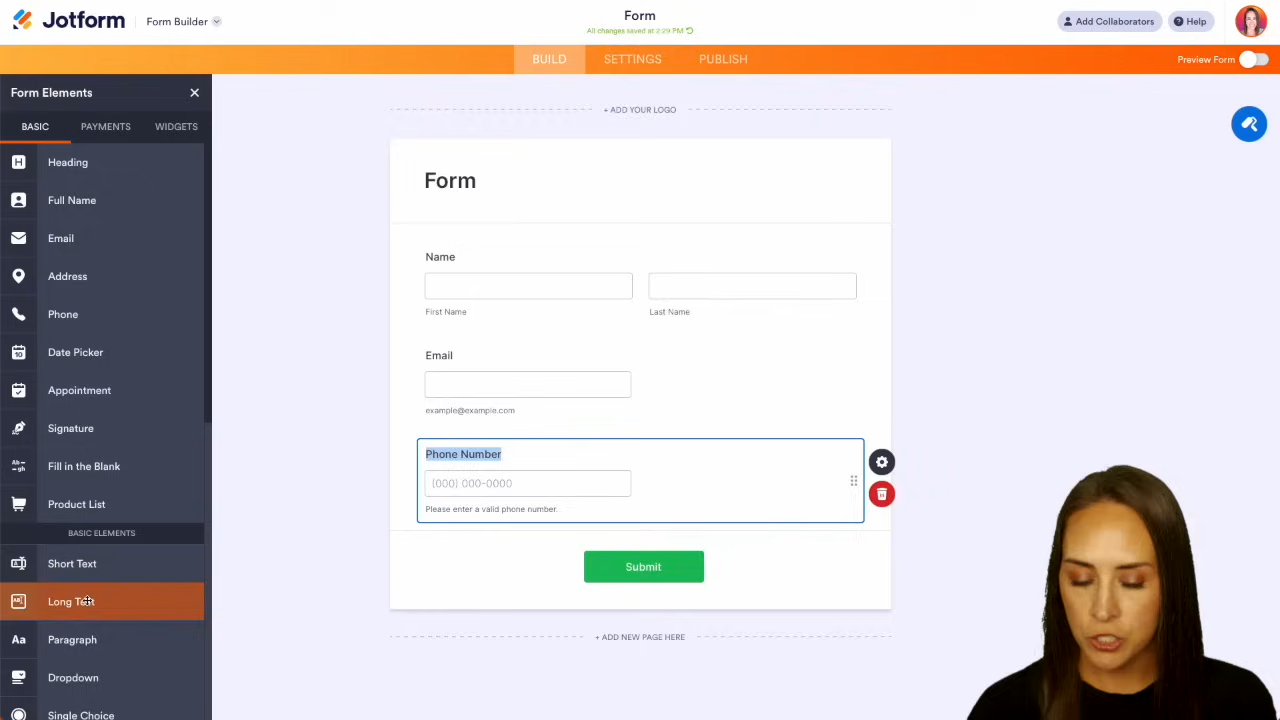 Jotform
Form Builder
Form
All changes saved at 2:29 PM
Add Collaborators
Help
BUILD
SETTINGS
PUBLISH
Preview Form
Form Elements
BASIC
PAYMENTS
WIDGETS
Heading
Full Name
Email
Address
Phone
Date Picker
Appointment
Signature
Fill in the Blank
Product List
BASIC ELEMENTS
Short Text
Long Text
Paragraph
Dropdown
Single Choice
+ ADD YOUR LOGO
Form
Name
First Name
Last Name
Email
example@example.com
Phone Number
(000) 000-0000
Please enter a valid phone number.
Submit
+ ADD NEW PAGE HERE